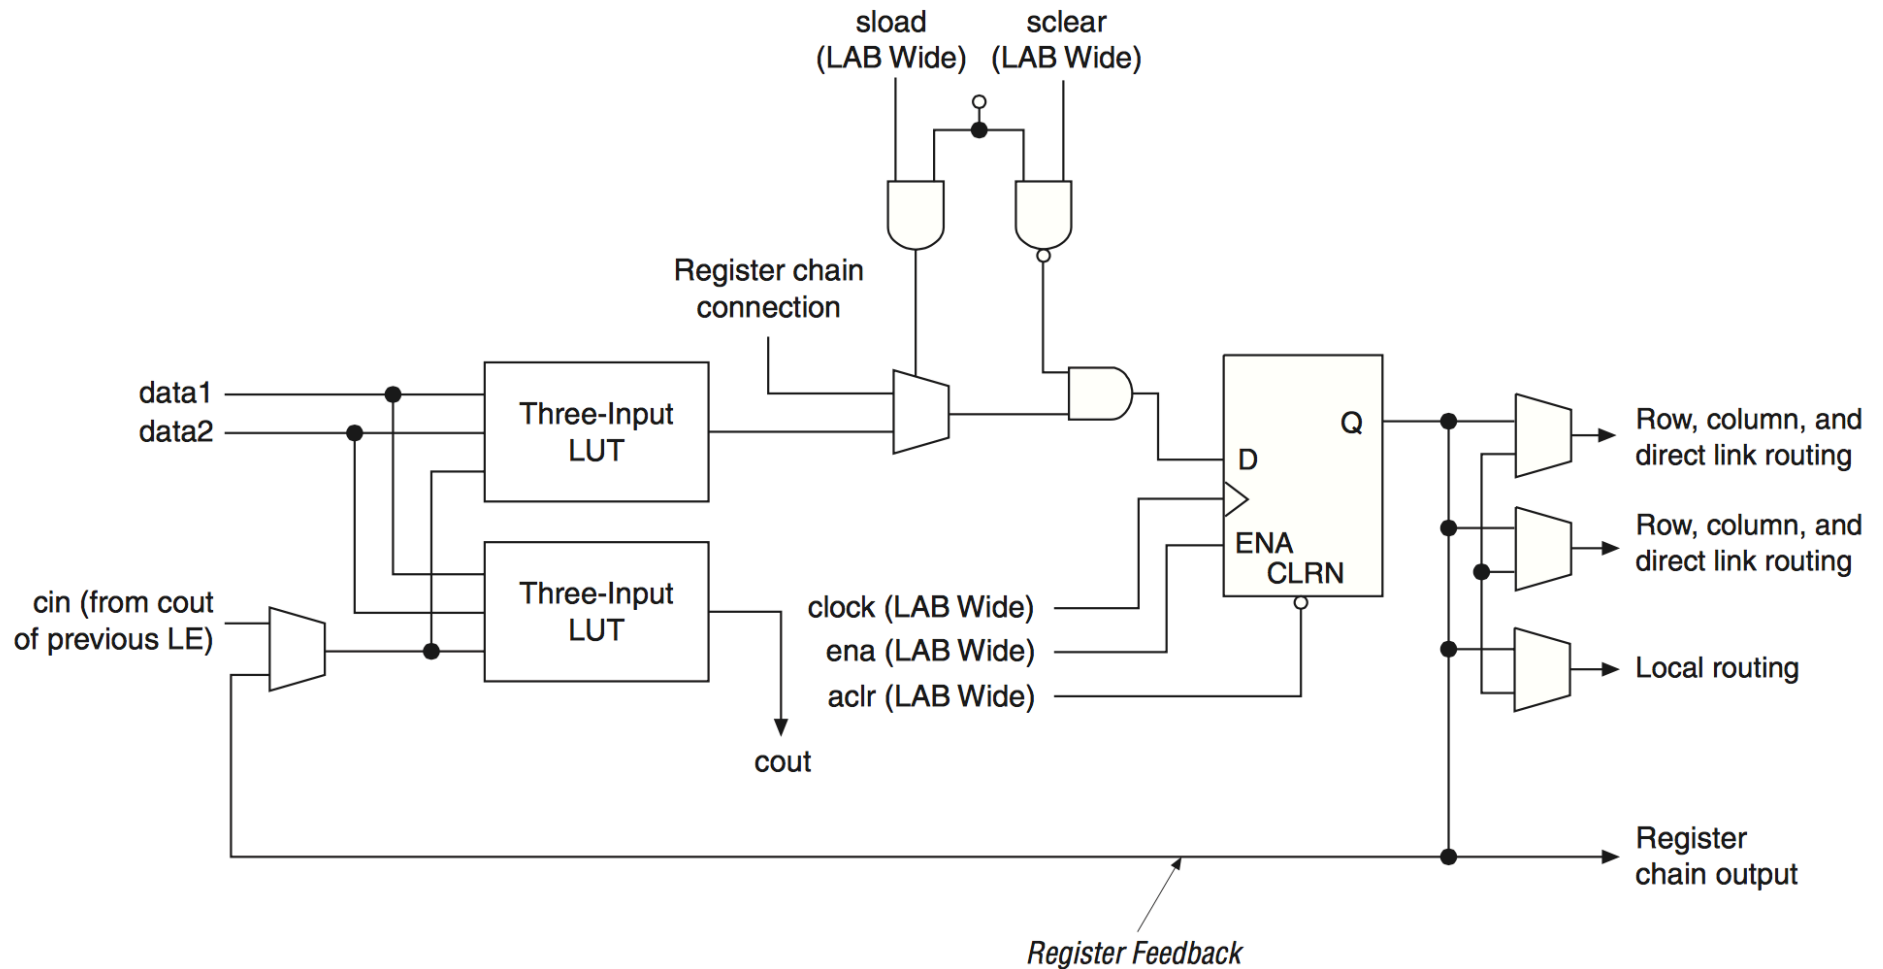 sload
(LAB Wide)
sclear
(LAB Wide)
Register chain
connection
data1
data2
Three-Input
LUT
Three-Input
LUT
cin (from cout
of previous LE)
cout
Q
D
ENA
CLRN
clock (LAB Wide)
ena (LAB Wide)
aclr (LAB Wide)
Row, column, and
direct link routing
Row, column, and
direct link routing
Local routing
Register
chain output
Register Feedback